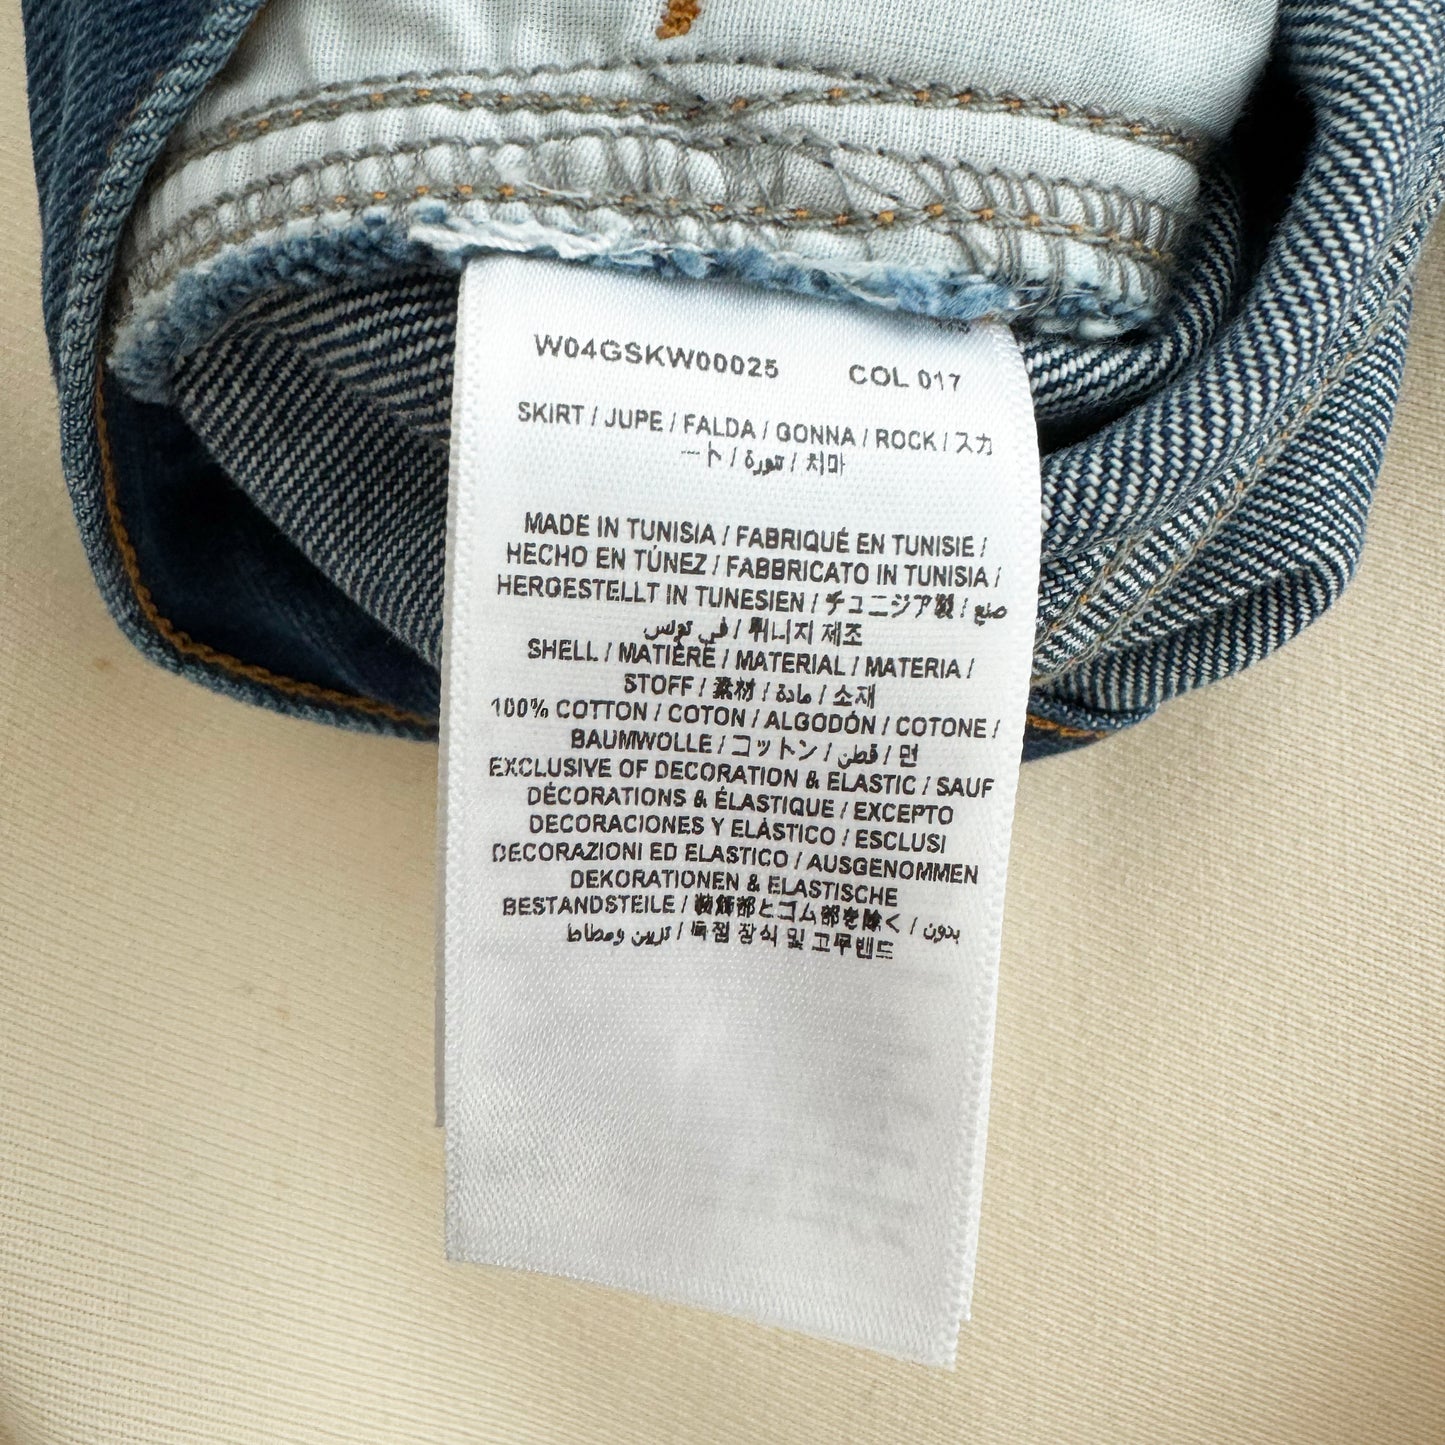 W04GSKW00025 COL 017
SKIRT / JUPE / FALDA / GONNA / ROCK / スカ
ート / تنورة / 치마
MADE IN TUNISIA / FABRIQUÉ EN TUNISIE /
HECHO EN TÚNEZ / FABBRICATO IN TUNISIA /
HERGESTELLT IN TUNESIEN / チュニジア製 / صنع
في تونس / 튀니지 제조
SHELL / MATIÈRE / MATERIAL / MATERIA /
STOFF / 素材 / مادة / 소재
100% COTTON / COTON / ALGODÓN / COTONE /
BAUMWOLLE / コットン / قطن / 면
EXCLUSIVE OF DECORATION & ELASTIC / SAUF
DÉCORATIONS & ÉLASTIQUE / EXCEPTO
DECORACIONES Y ELÁSTICO / ESCLUSI
DECORAZIONI ED ELASTICO / AUSGENOMMEN
DEKORATIONEN & ELASTISCHE
BESTANDSTEILE / 装飾部とゴム部を除く / بدون
تزيين ومطاط / 독점 장식 및 고무밴드